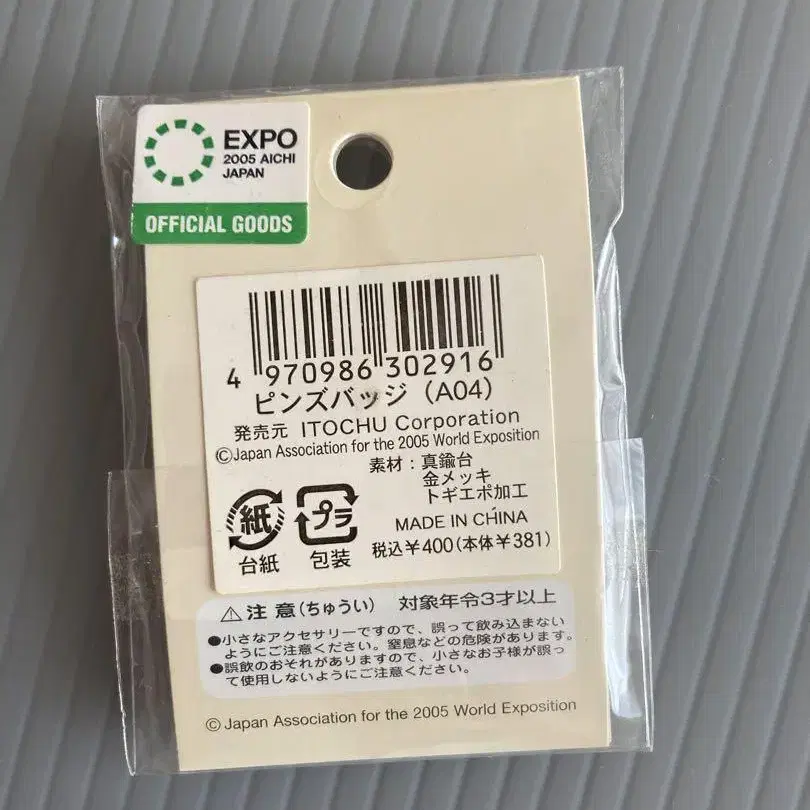 EXPO
2005 AICHI
JAPAN
OFFICIAL GOODS
4 970986 302916
ピンズバッジ（A04）
発売元 ITOCHU Corporation
©Japan Association for the 2005 World Exposition
素材：真鍮台
金メッキ
トギエポ加工
紙
台紙
プラ
包装
MADE IN CHINA
税込¥400(本体¥381)
⚠注意(ちゅうい) 対象年令3才以上
●小さなアクセサリーですので、誤って飲み込まない
ようにご注意ください。窒息などの危険があります。
●誤飲のおそれがありますので、小さなお子様が誤っ
て使用しないようにご注意ください。
© Japan Association for the 2005 World Exposition